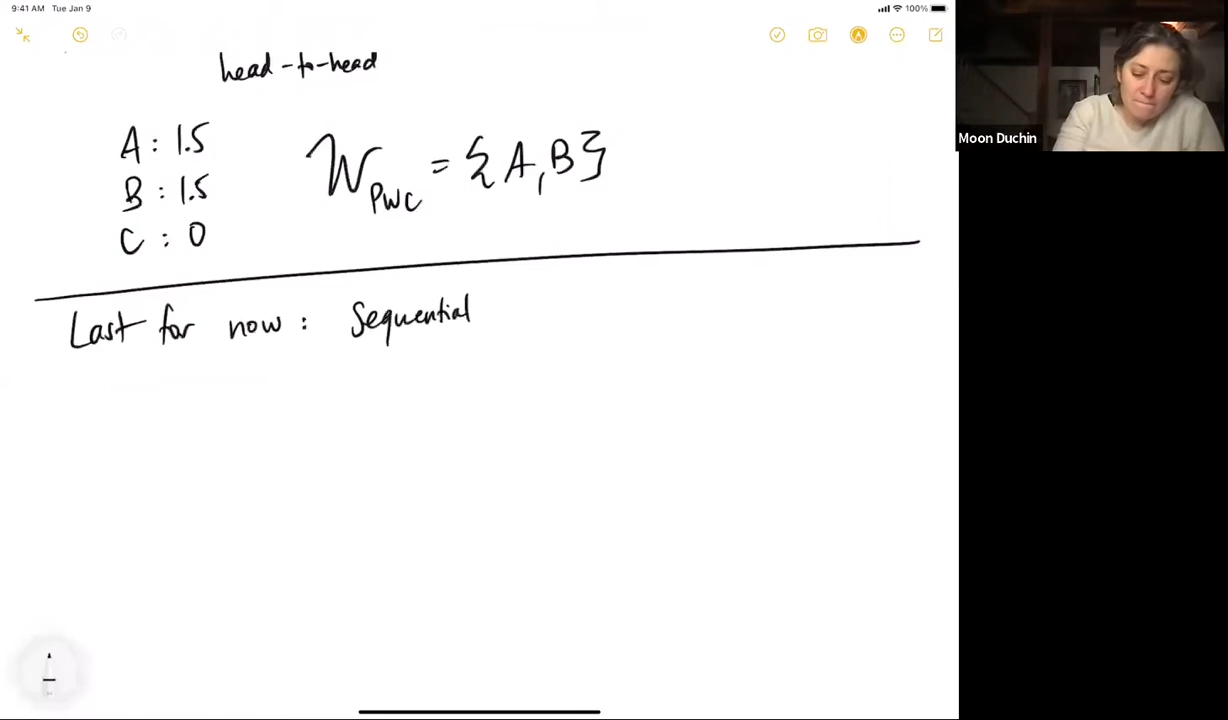 9:41 AM Tue Jan 9
100%
head-to-head
A: 1.5
B: 1.5
C: 0
W_PWC = {A, B}
Last for now: Sequential
Moon Duchin